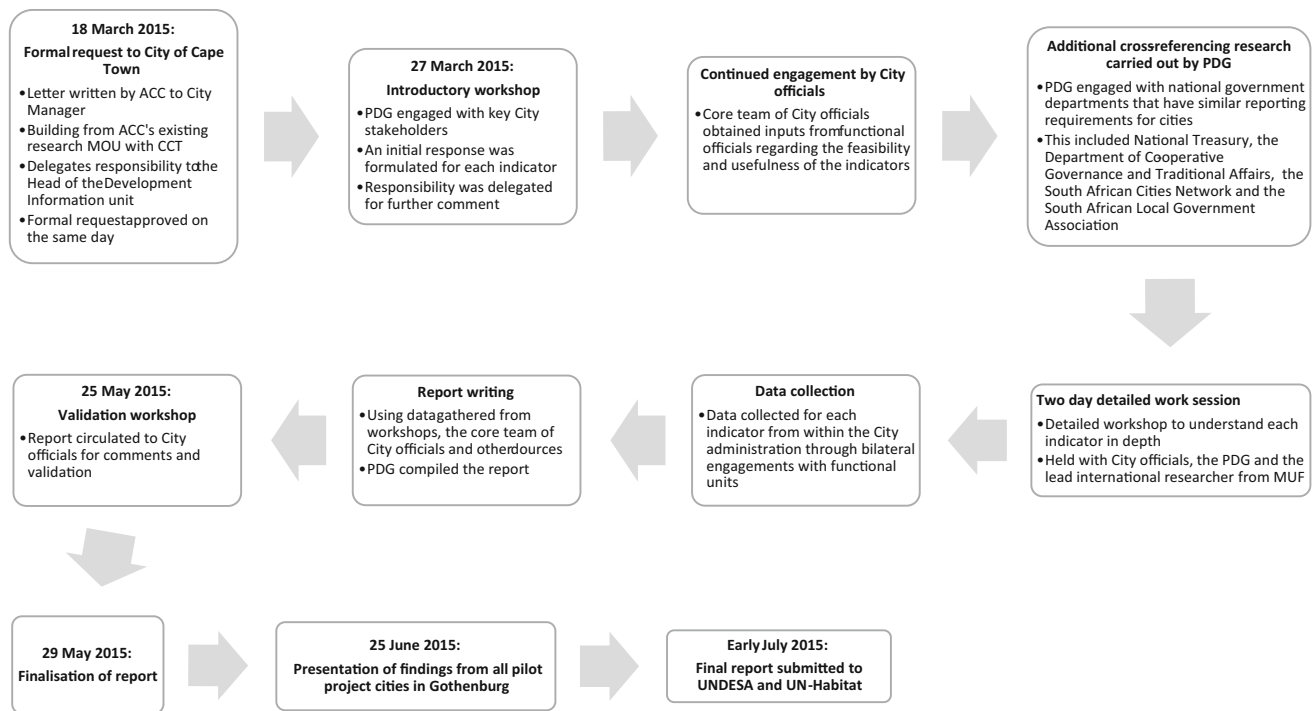 18 March 2015:
Formal request to City of Cape
Town
•Letter written by ACC to City
Manager
•Building from ACC's existing
research MOU with CCT
•Delegates responsibility to the
Head of the Development
Information unit
•Formal request approved on
the same day
27 March 2015:
Introductory workshop
•PDG engaged with key City
stakeholders
•An initial response was
formulated for each indicator
•Responsibility was delegated
for further comment
Continued engagement by City
officials
•Core team of City officials
obtained inputs from functional
officials regarding the feasibility
and usefulness of the indicators
Additional crossreferencing research
carried out by PDG
•PDG engaged with national government
departments that have similar reporting
requirements for cities
•This included National Treasury, the
Department of Cooperative
Governance and Traditional Affairs, the
South African Cities Network and the
South African Local Government
Association
Two day detailed work session
•Detailed workshop to understand each
indicator in depth
•Held with City officials, the PDG and the
lead international researcher from MUF
Data collection
•Data collected for each
indicator from within the City
administration through bilateral
engagements with functional
units
Report writing
•Using data gathered from
workshops, the core team of
City officials and other dources
•PDG compiled the report
25 May 2015:
Validation workshop
•Report circulated to City
officials for comments and
validation
29 May 2015:
Finalisation of report
25 June 2015:
Presentation of findings from all pilot
project cities in Gothenburg
Early July 2015:
Final report submitted to
UNDESA and UN-Habitat